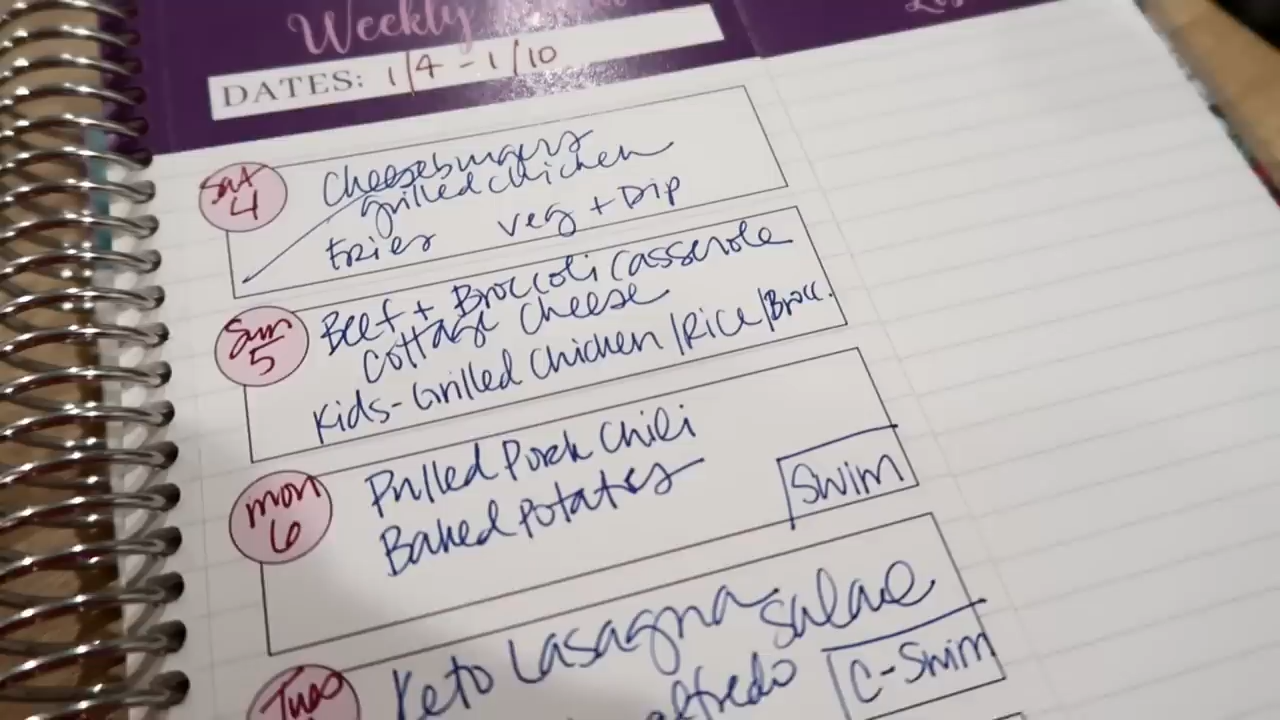 Weekly
DATES: 1/4 - 1/10
Sat
4
Cheeseburgers
grilled chicken
Fries veg + Dip
Sun
5
Beef + Broccoli Casserole
Cottage Cheese
Kids - Grilled Chicken / Rice / Brocc.
mon
6
Pulled Pork Chili
Baked Potatoes
Swim
Tues
Keto Lasagna Salad
alfredo
C-Swim